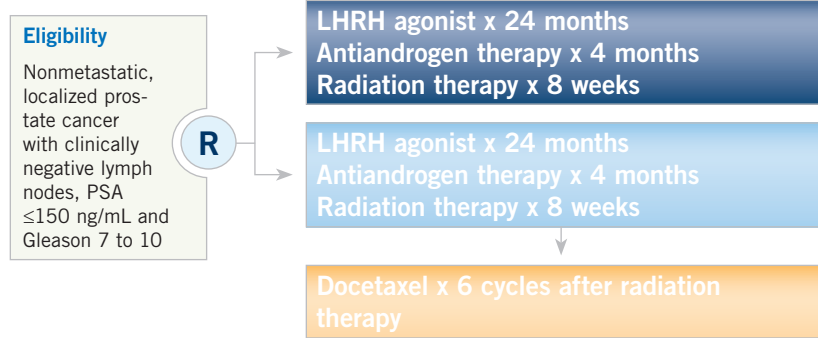 Eligibility
Nonmetastatic,
localized pros-
tate cancer
with clinically
negative lymph
nodes, PSA
≤150 ng/mL and
Gleason 7 to 10
R
LHRH agonist x 24 months
Antiandrogen therapy x 4 months
Radiation therapy x 8 weeks
LHRH agonist x 24 months
Antiandrogen therapy x 4 months
Radiation therapy x 8 weeks
Docetaxel x 6 cycles after radiation
therapy